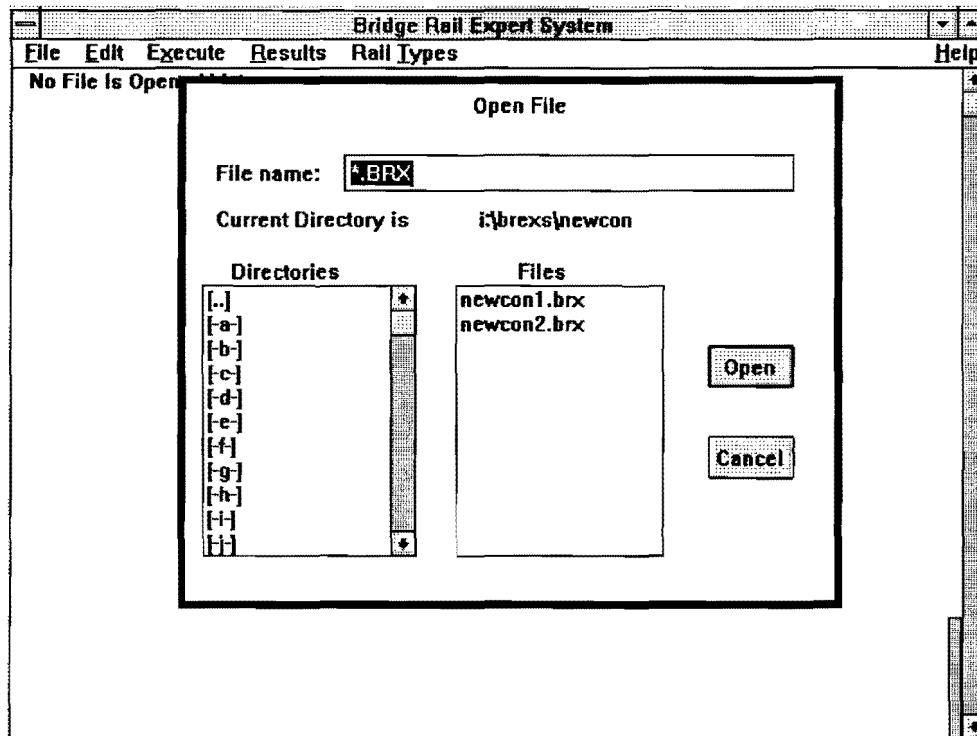 Bridge Rail Expert System
File Edit Execute Results Rail Types Help
No File Is Open
Open File
File name: *.BRX
Current Directory is i:\brexs\newcon
Directories Files
[..] newcon1.brx
[-a-] newcon2.brx
[-b-]
[-c-]
[-d-] Open
[-e-]
[-f-]
[-g-] Cancel
[-h-]
[-i-]
[-j-]